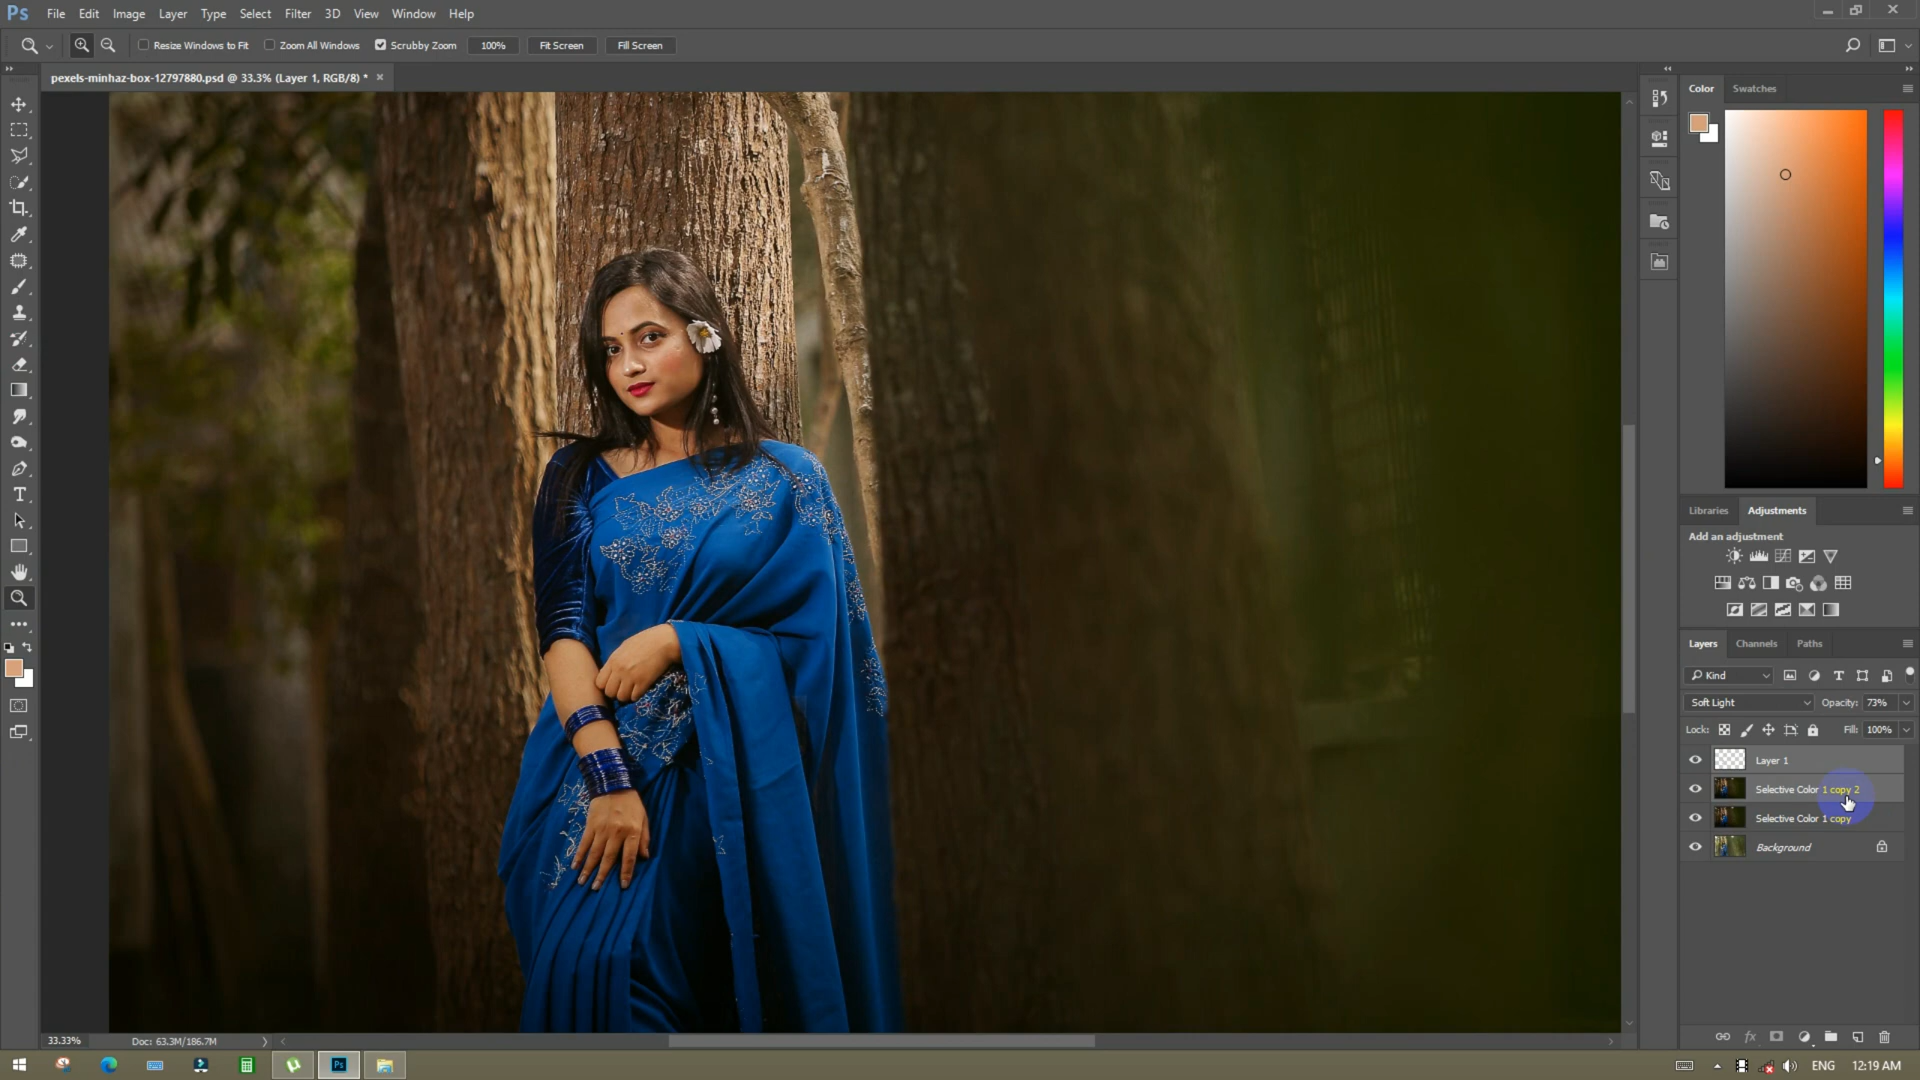 Ps File Edit Image Layer Type Select Filter 3D View Window Help
Resize Windows to Fit Zoom All Windows Scrubby Zoom 100% Fit Screen Fill Screen
pexels-minhaz-box-12797880.psd @ 33.3% (Layer 1, RGB/8) *
Color Swatches
Libraries Adjustments
Add an adjustment
Layers Channels Paths
Kind
Soft Light Opacity: 73%
Lock: Fill: 100%
Layer 1
Selective Color 1 copy 2
Selective Color 1 copy
Background
33.33% Doc: 63.3M/186.7M
Ps ENG 12:19 AM